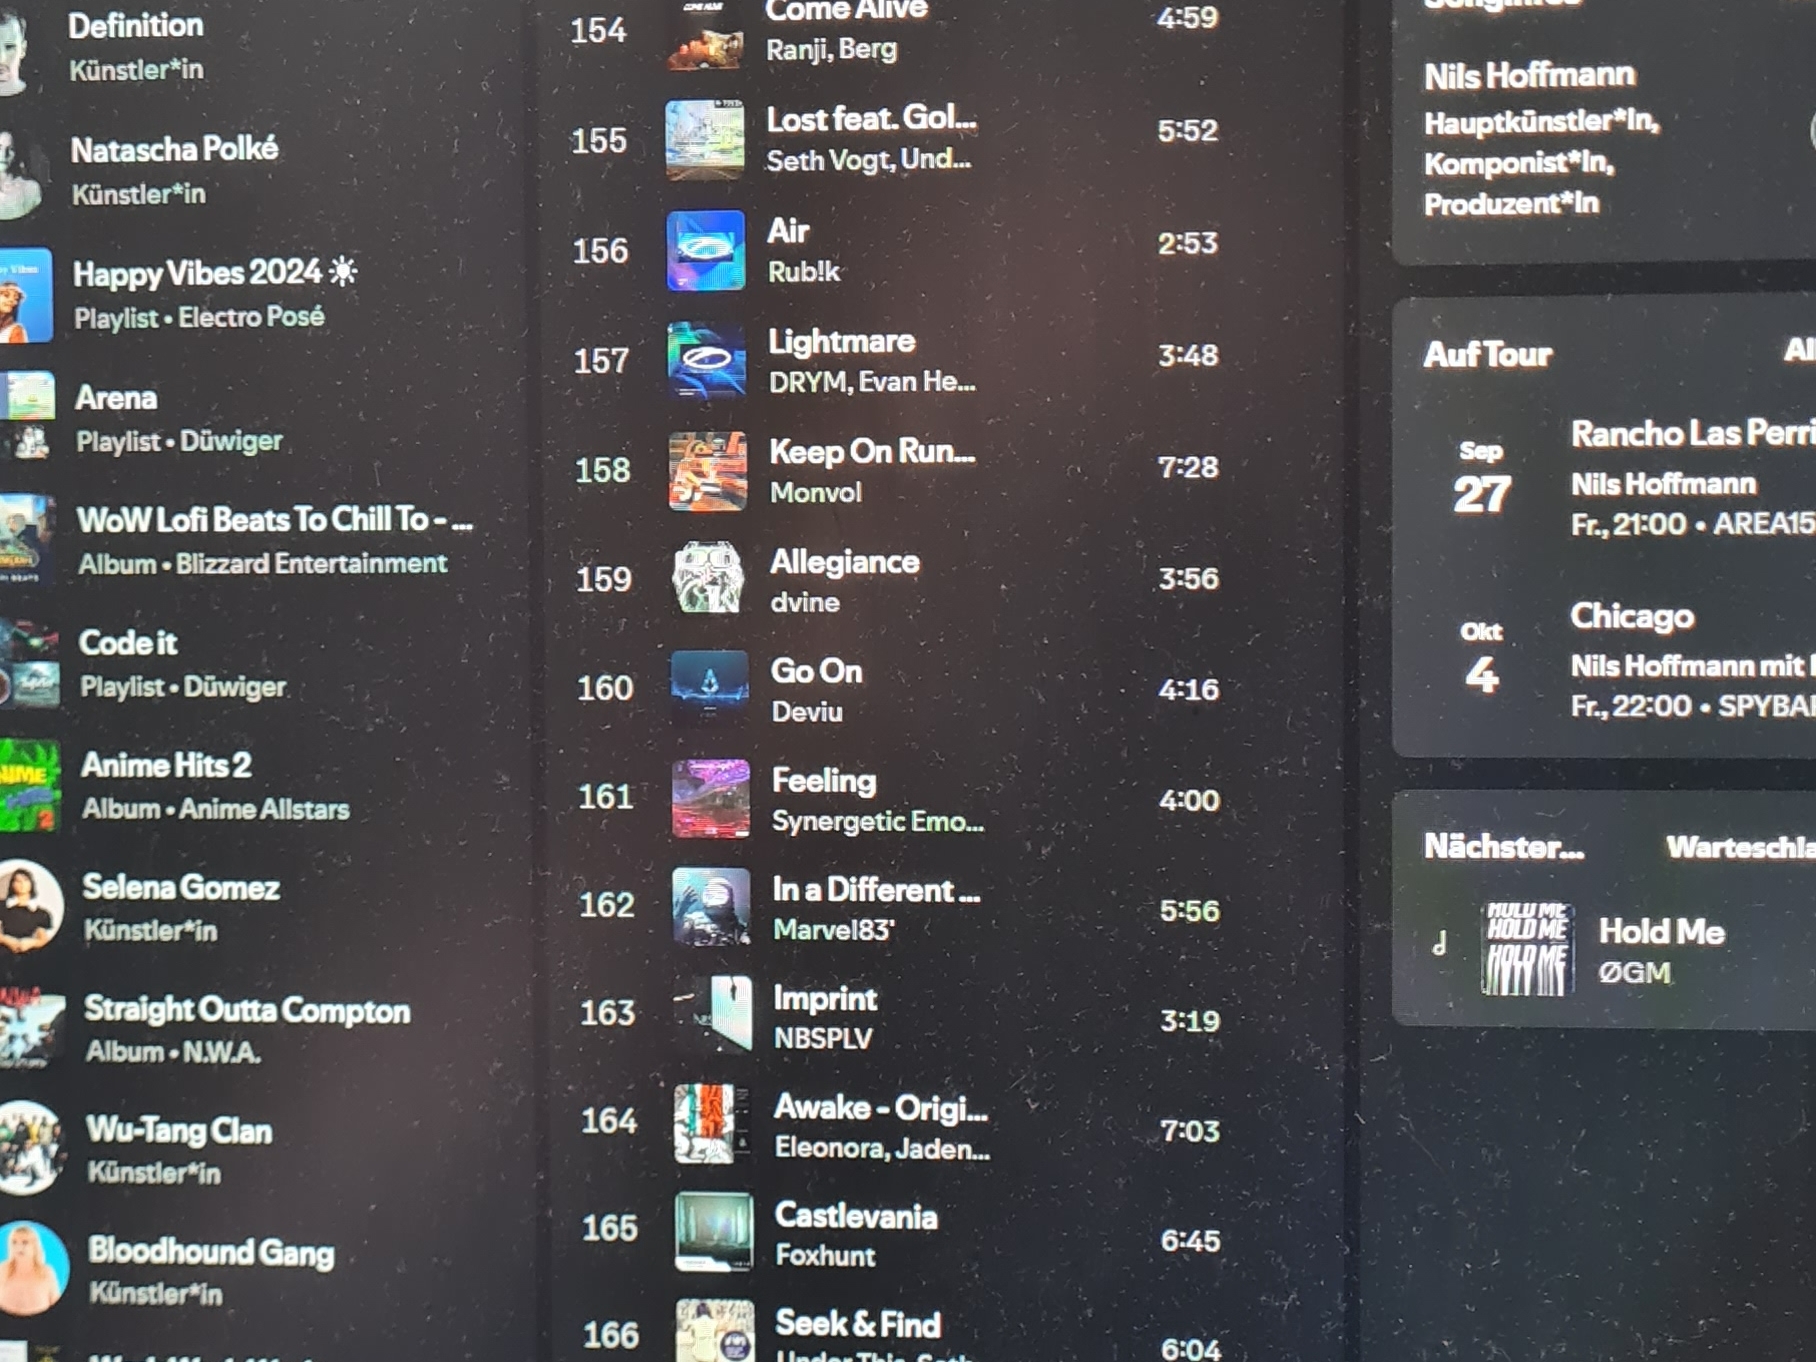 Definition
Künstler*in
Natascha Polké
Künstler*in
Happy Vibes 2024 ☀
Playlist • Electro Posé
Arena
Playlist • Düwiger
WoW Lofi Beats To Chill To - ...
Album • Blizzard Entertainment
Code it
Playlist • Düwiger
Anime Hits 2
Album • Anime Allstars
Selena Gomez
Künstler*in
Straight Outta Compton
Album • N.W.A.
Wu-Tang Clan
Künstler*in
Bloodhound Gang
Künstler*in
154
Come Alive
Ranji, Berg
4:59
155
Lost feat. Gol...
Seth Vogt, Und...
5:52
156
Air
Rub!k
2:53
157
Lightmare
DRYM, Evan He...
3:48
158
Keep On Run...
Monvol
7:28
159
Allegiance
dvine
3:56
160
Go On
Deviu
4:16
161
Feeling
Synergetic Emo...
4:00
162
In a Different ...
Marvel83'
5:56
163
Imprint
NBSPLV
3:19
164
Awake - Origi...
Eleonora, Jaden...
7:03
165
Castlevania
Foxhunt
6:45
166
Seek & Find
6:04
Nils Hoffmann
Hauptkünstler*In,
Komponist*In,
Produzent*In
Auf Tour
All
Sep
27
Rancho Las Perri
Nils Hoffmann
Fr., 21:00 • AREA15
Okt
4
Chicago
Nils Hoffmann mit
Fr., 22:00 • SPYBAR
Nächster...
Warteschla
HOLD ME
HOLD ME
HOLD ME
Hold Me
ØGM